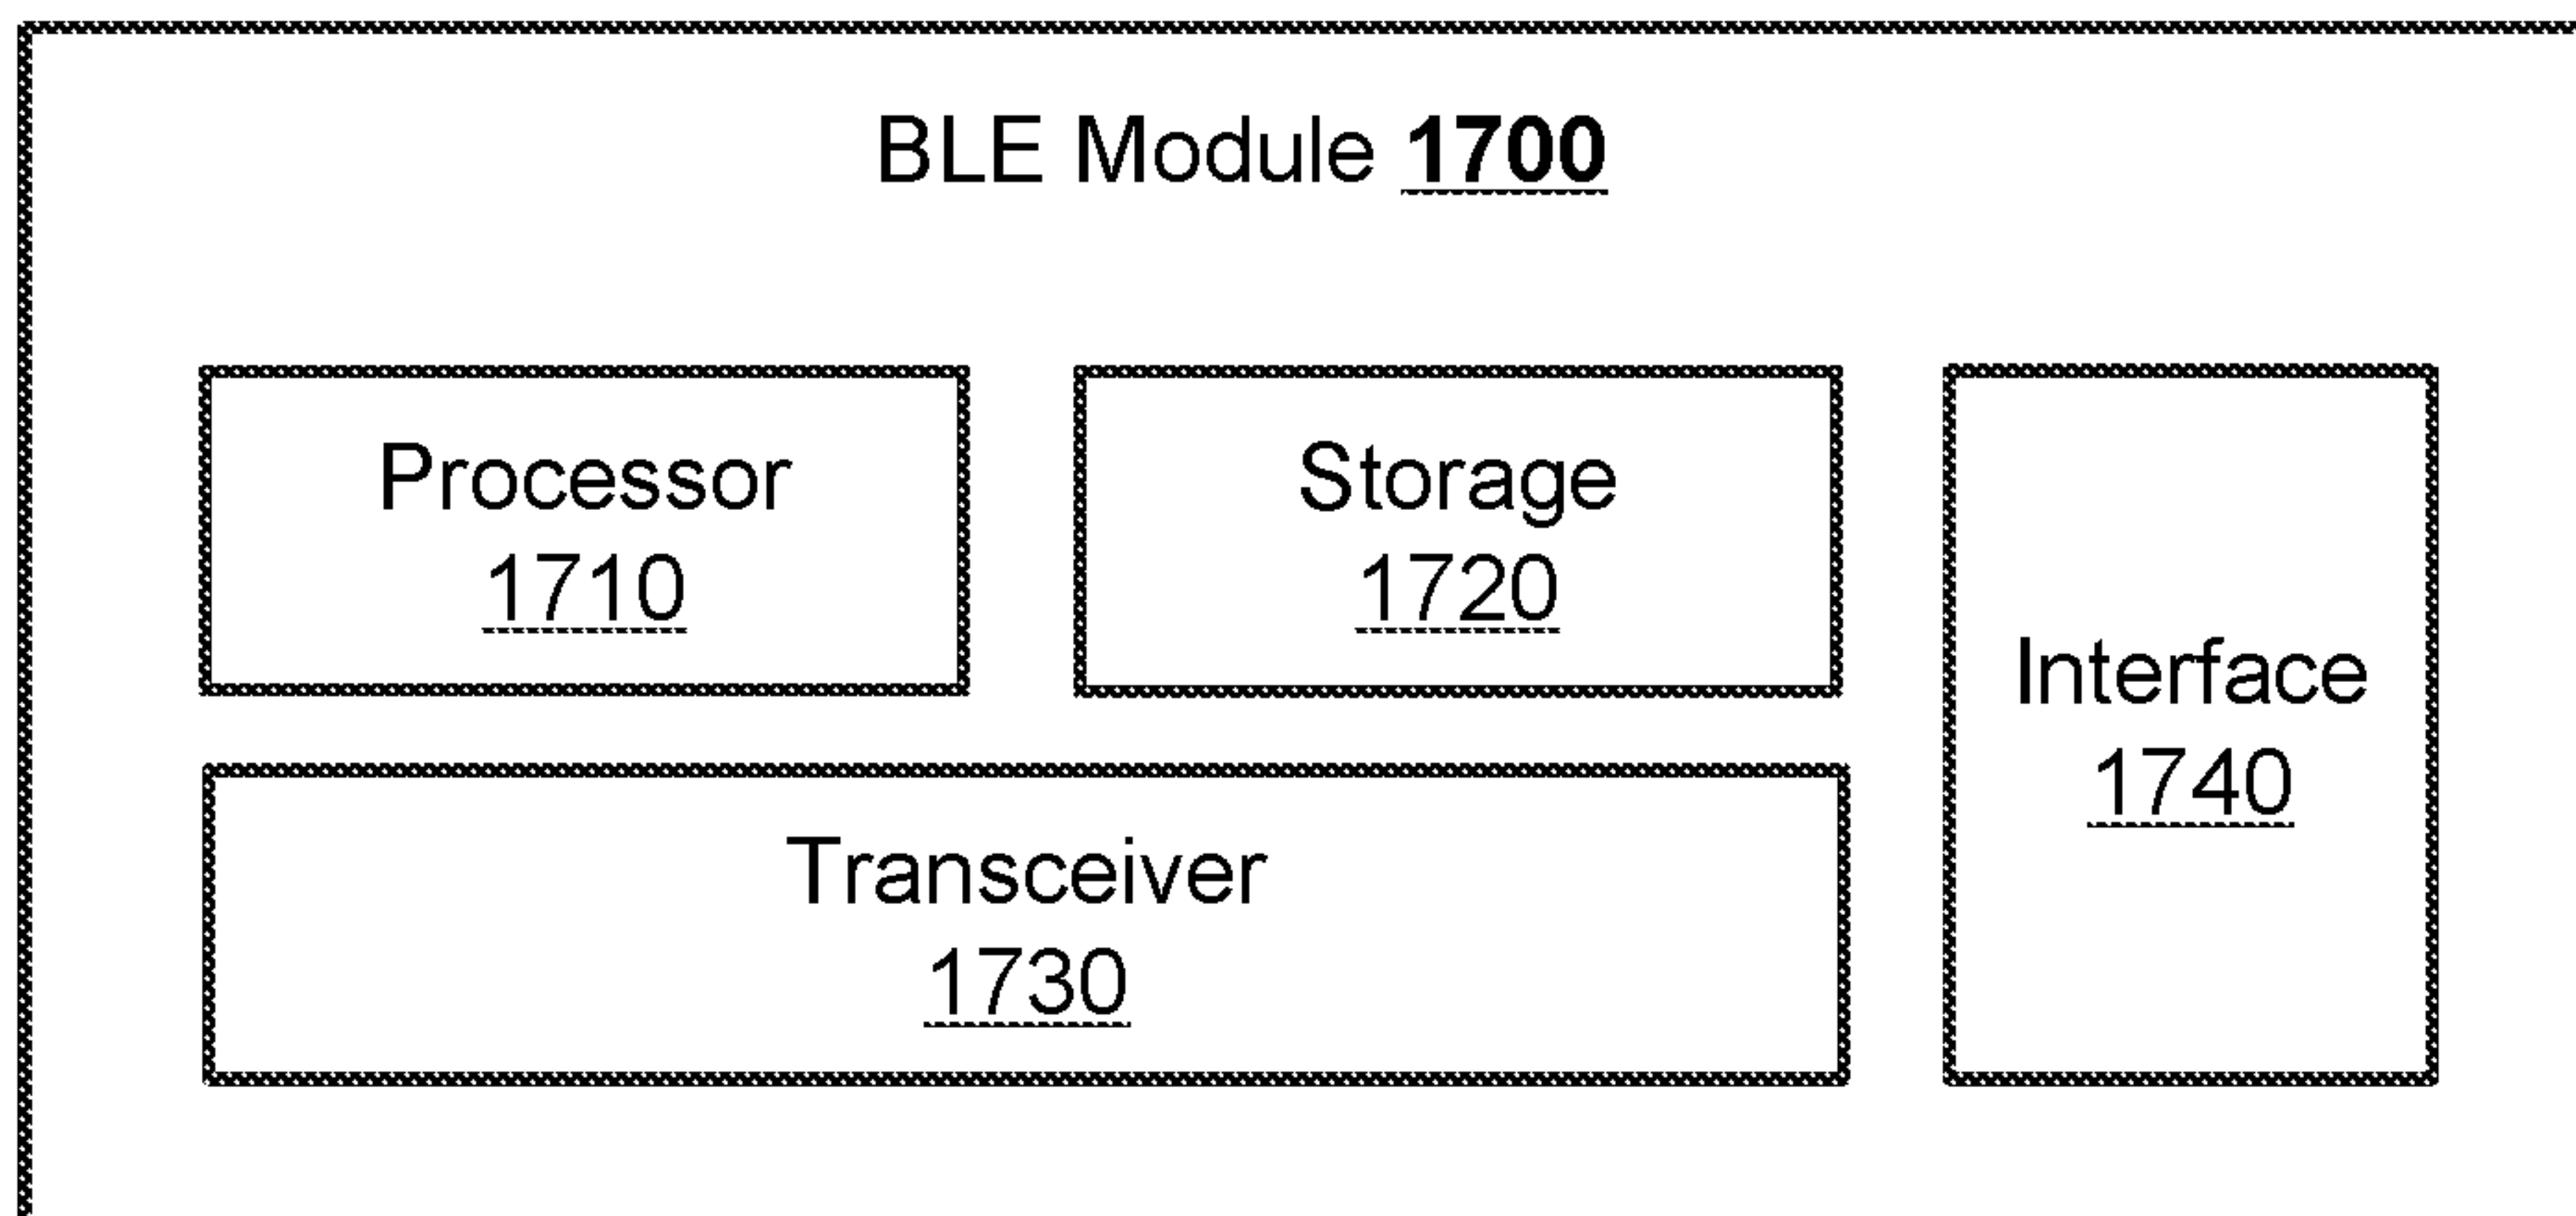 BLE Module 1700
Processor
1710
Storage
1720
Interface
1740
Transceiver
1730